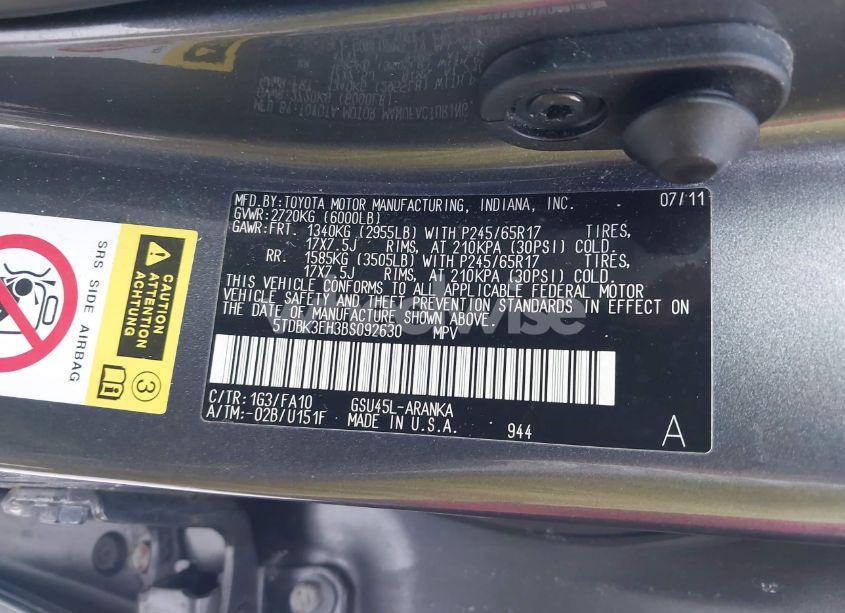 MFD.BY:TOYOTA MOTOR MANUFACTURING, INDIANA, INC. 07/11
GVWR:2720KG (6000LB)
GAWR:FRT. 1340KG (2955LB) WITH P245/65R17 TIRES,
17X7.5J RIMS, AT 210KPA (30PSI) COLD.
RR. 1585KG (3505LB) WITH P245/65R17 TIRES,
17X7.5J RIMS, AT 210KPA (30PSI) COLD.
THIS VEHICLE CONFORMS TO ALL APPLICABLE FEDERAL MOTOR
VEHICLE SAFETY AND THEFT PREVENTION STANDARDS IN EFFECT ON
THE DATE OF MANUFACTURE SHOWN ABOVE.
5TDBK3EH3BS092630 MPV
C/TR:1G3/FA10 GSU45L-ARANKA
A/TM:-02B/U151F MADE IN U.S.A. 944 A
SRS SIDE AIRBAG
CAUTION
ATTENTION
ACHTUNG
3